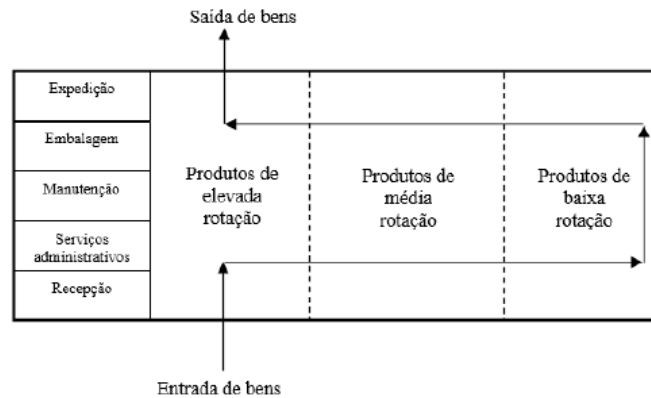 Saída de bens
Expedição
Embalagem
Manutenção
Serviços
administrativos
Recepção
Produtos de
elevada
rotação
Produtos de
média
rotação
Produtos de
baixa
rotação
Entrada de bens